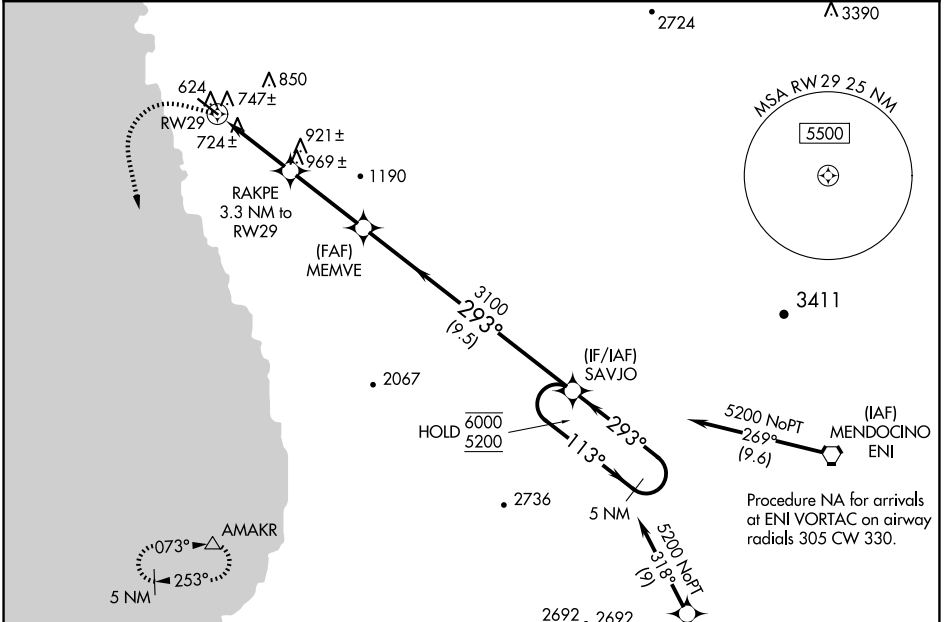 2724
3390
850
624
747±
RW29
724±
921±
969±
1190
RAKPE
3.3 NM to
RW29
(FAF)
MEMVE
MSA RW 29 25 NM
5500
3100
293°
(9.5)
3411
(IF/IAF)
SAVJO
2067
HOLD
6000
5200
293°
113°
5 NM
5200 NoPT
269°
(9.6)
(IAF)
MENDOCINO
ENI
Procedure NA for arrivals
at ENI VORTAC on airway
radials 305 CW 330.
2736
5200 NoPT
318°
(9)
AMAKR
073°
253°
5 NM
2692
2692